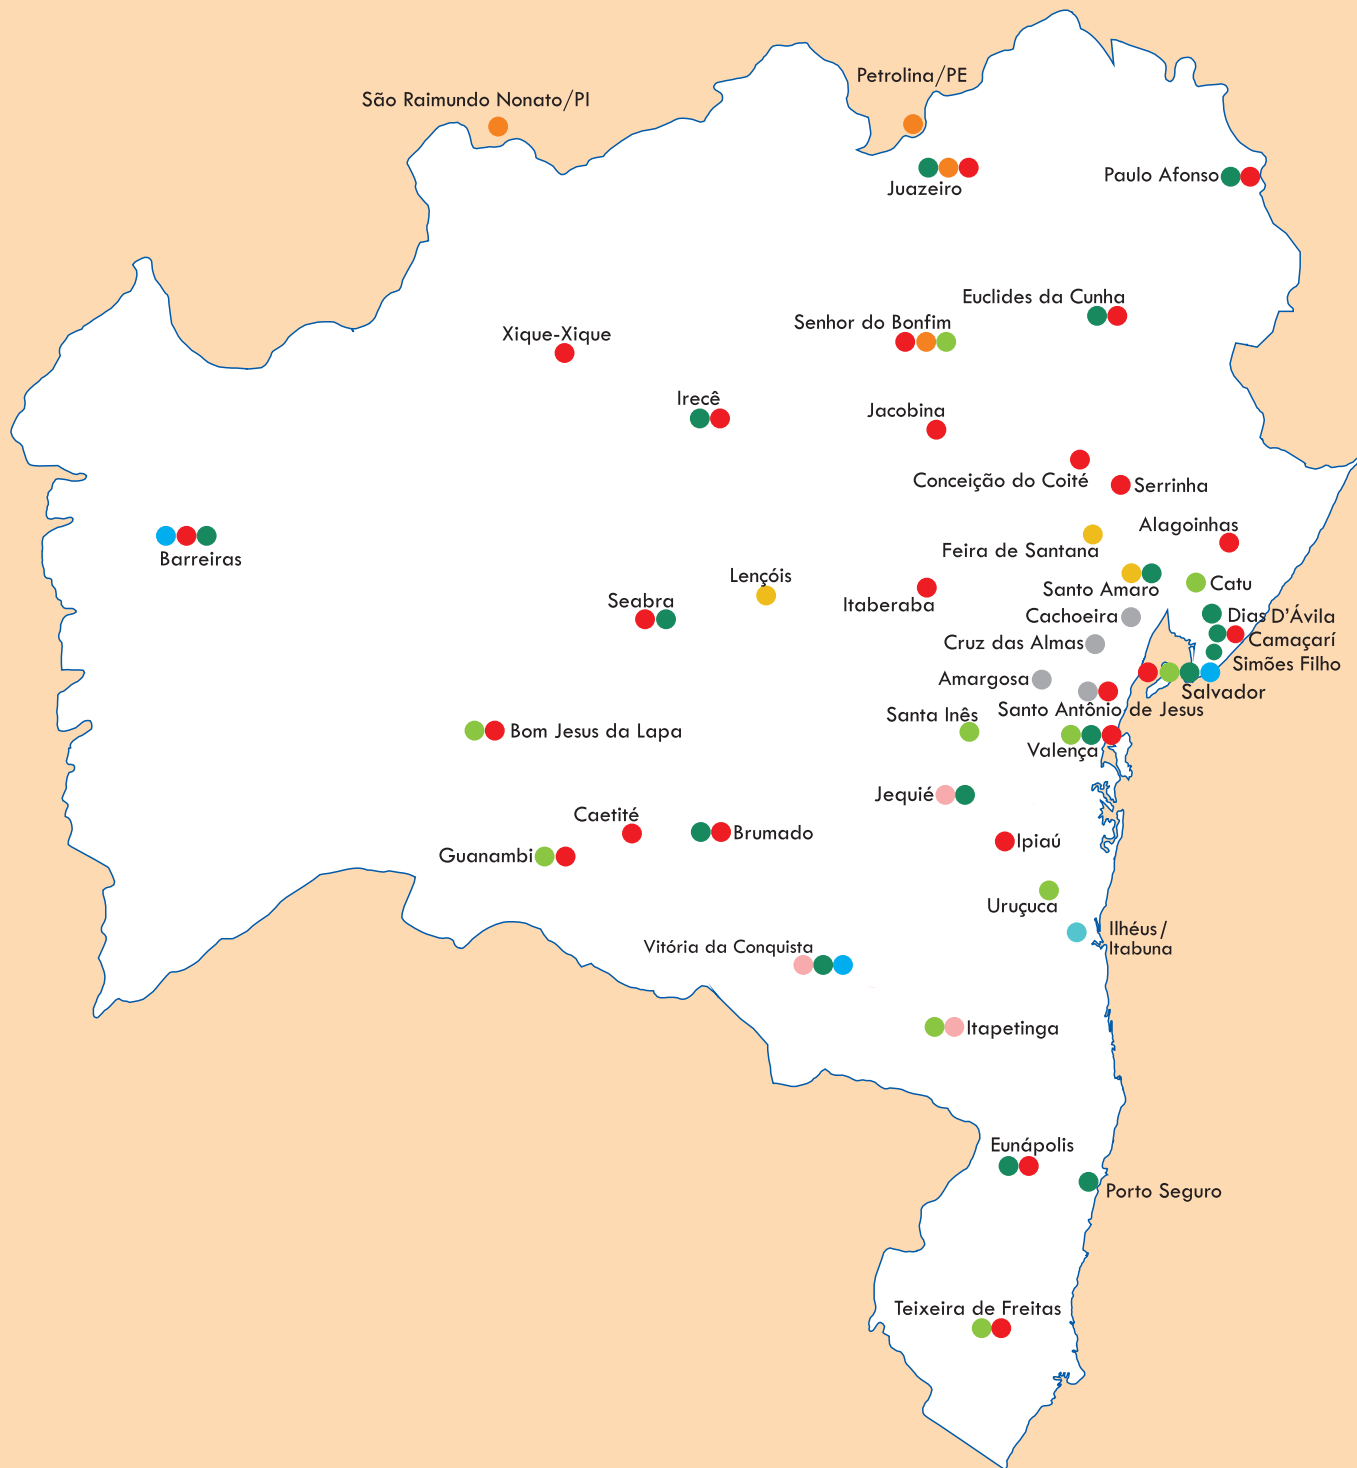 Petrolina/PE
São Raimundo Nonato/PI
Paulo Afonso
Juazeiro
Euclides da Cunha
Senhor do Bonfim
Xique-Xique
Irecê
Jacobina
Conceição do Coité
Serrinha
Alagoinhas
Feira de Santana
Barreiras
Lençóis
Catu
Santo Amaro
Seabra
Itaberaba
Cachoeira
Dias D'Ávila
Camaçarí
Cruz das Almas
Simões Filho
Amargosa
Salvador
Santo Antônio de Jesus
Santa Inês
Bom Jesus da Lapa
Valença
Jequié
Caetité
Brumado
Ipiaú
Guanambi
Uruçuca
Ilhéus/
Itabuna
Vitória da Conquista
Itapetinga
Eunápolis
Porto Seguro
Teixeira de Freitas